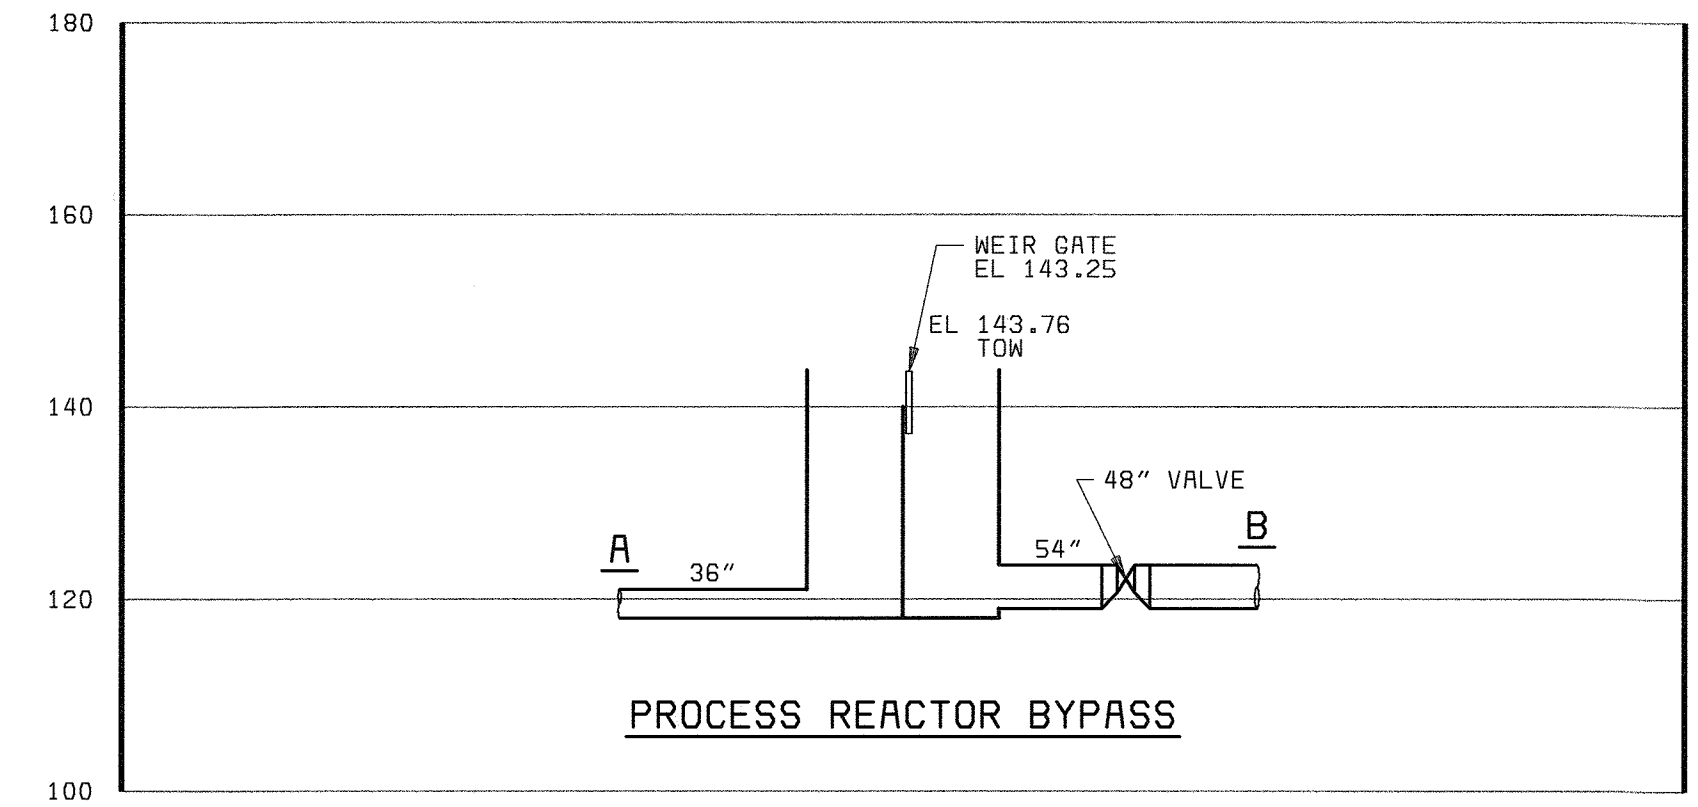 180
160
WEIR GATE
EL 143.25
EL 143.76
TOW
140
48" VALVE
B
54"
A
36"
120
PROCESS REACTOR BYPASS
100